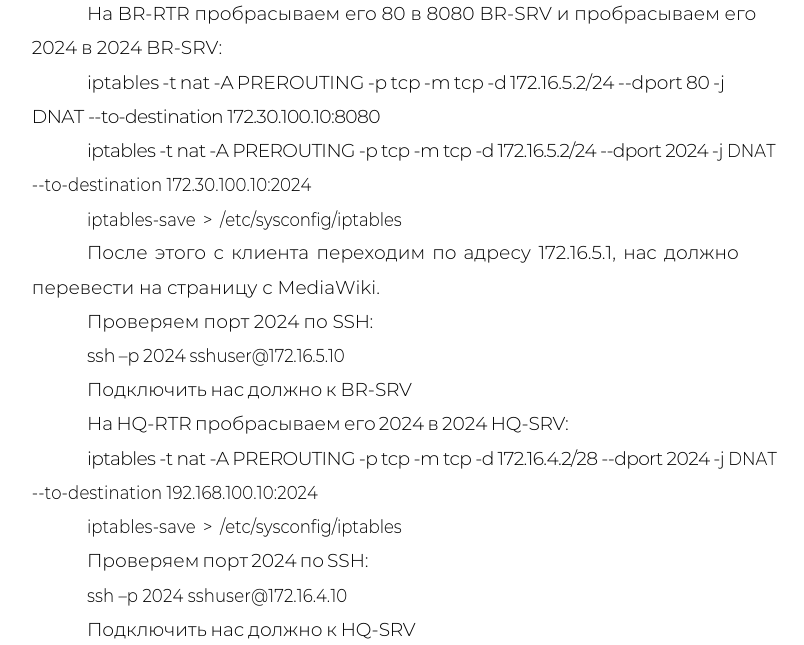 На BR-RTR пробрасываем его 80 в 8080 BR-SRV и пробрасываем его
2024 в 2024 BR-SRV:
iptables -t nat -A PREROUTING -p tcp -m tcp -d 172.16.5.2/24 --dport 80 -j
DNAT --to-destination 172.30.100.10:8080
iptables -t nat -A PREROUTING -p tcp -m tcp -d 172.16.5.2/24 --dport 2024 -j DNAT
--to-destination 172.30.100.10:2024
iptables-save > /etc/sysconfig/iptables
После этого с клиента переходим по адресу 172.16.5.1, нас должно
перевести на страницу с MediaWiki.
Проверяем порт 2024 по SSH:
ssh –p 2024 sshuser@172.16.5.10
Подключить нас должно к BR-SRV
На HQ-RTR пробрасываем его 2024 в 2024 HQ-SRV:
iptables -t nat -A PREROUTING -p tcp -m tcp -d 172.16.4.2/28 --dport 2024 -j DNAT
--to-destination 192.168.100.10:2024
iptables-save > /etc/sysconfig/iptables
Проверяем порт 2024 по SSH:
ssh –p 2024 sshuser@172.16.4.10
Подключить нас должно к HQ-SRV